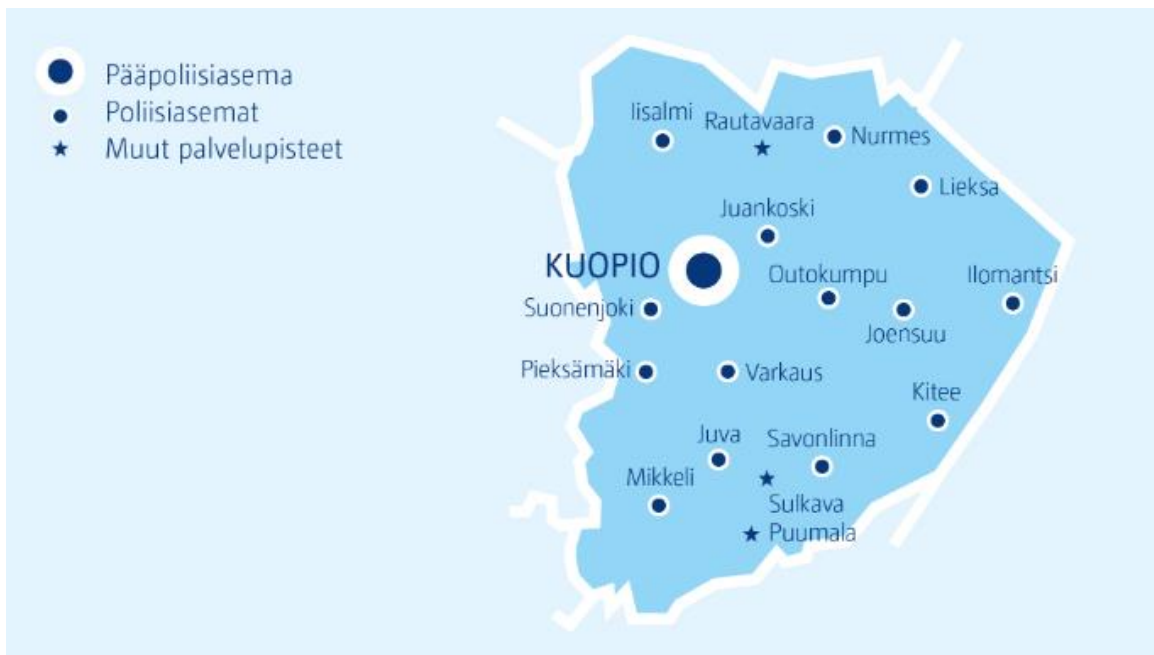 Pääpoliisiasema
Poliisiasemat
Muut palvelupisteet
Iisalmi
Rautavaara
Nurmes
Lieksa
Juankoski
KUOPIO
Outokumpu
Ilomantsi
Suonenjoki
Joensuu
Pieksämäki
Varkaus
Kitee
Juva
Savonlinna
Mikkeli
Sulkava
Puumala